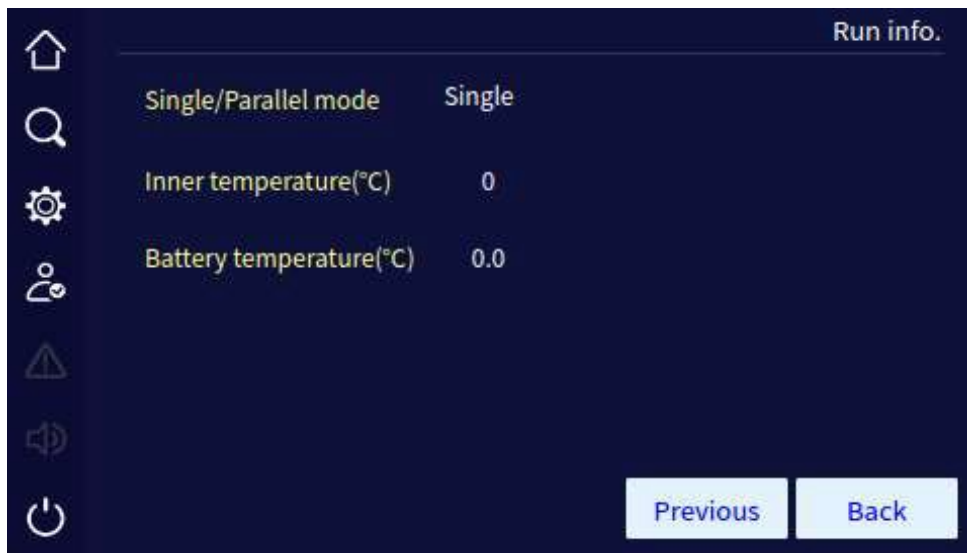 Run info.
Single/Parallel mode Single
Inner temperature(°C) 0
Battery temperature(°C) 0.0
Previous Back